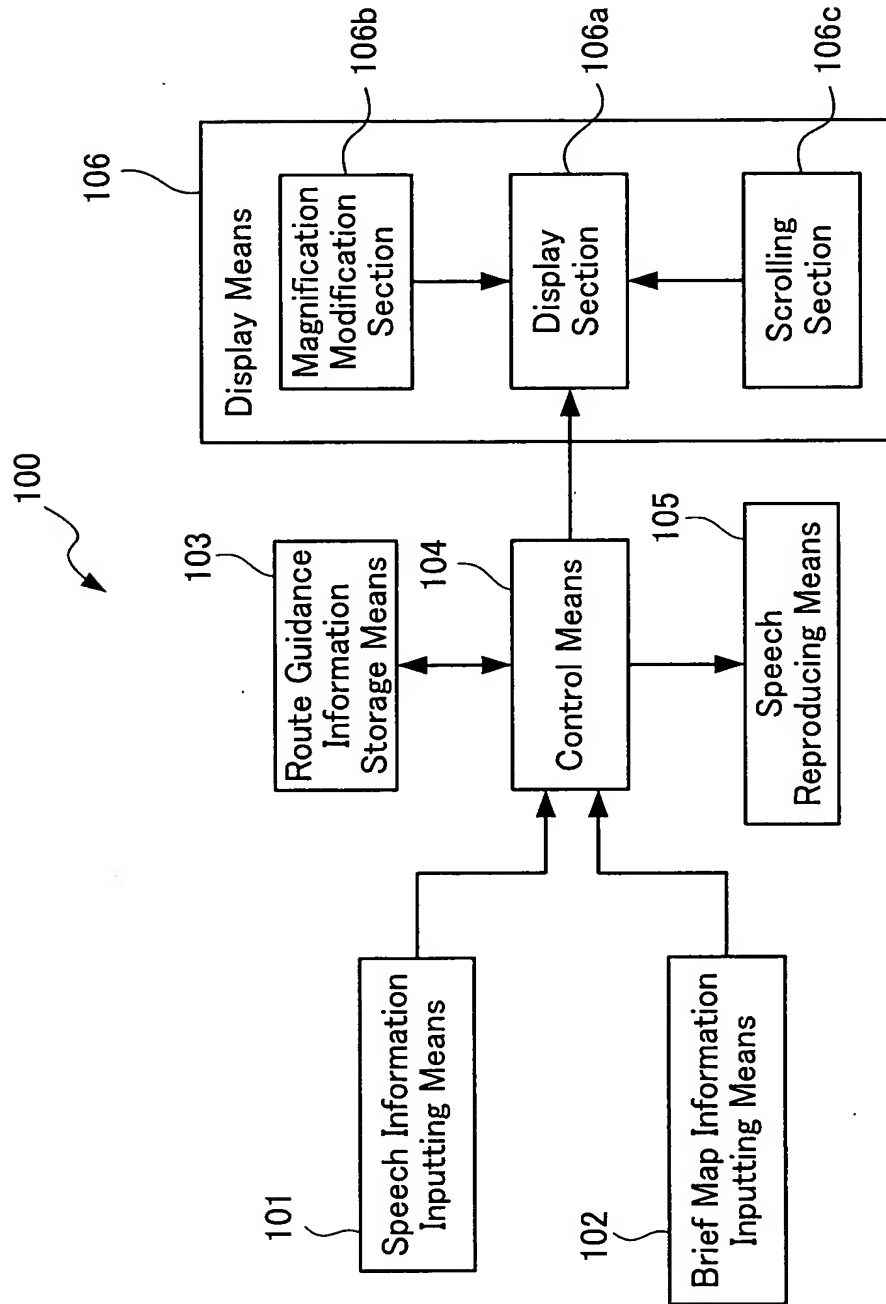 100
106
Display Means
Magnification
Modification
Section
106b
Display
Section
106a
Scrolling
Section
106c
103
Route Guidance
Information
Storage Means
104
Control Means
105
Speech
Reproducing Means
101
Speech Information
Inputting Means
102
Brief Map Information
Inputting Means